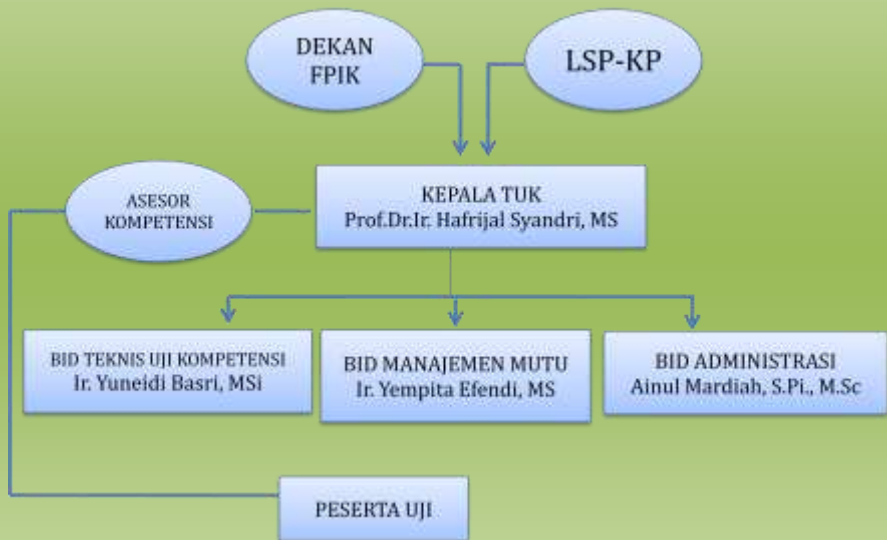 DEKAN
FPIK
LSP-KP
ASESOR
KOMPETENSI
KEPALA TUK
Prof.Dr.Ir. Hafrijal Syandri, MS
BID TEKNIS UJI KOMPETENSI
Ir. Yuneidi Basri, MSi
BID MANAJEMEN MUTU
Ir. Yempita Efendi, MS
BID ADMINISTRASI
Ainul Mardiah, S.Pi., M.Sc
PESERTA UJI